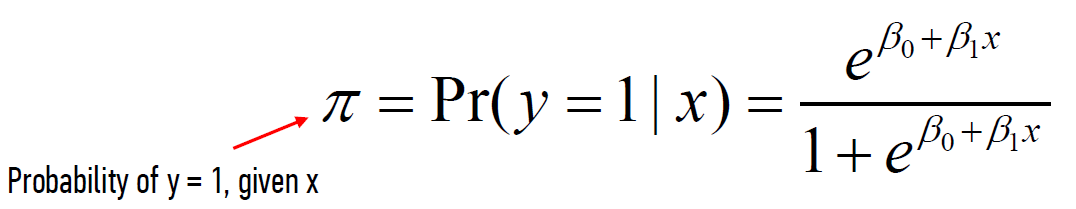 π = Pr(y = 1 | x) = e^{β₀ + β₁x} / (1 + e^{β₀ + β₁x})
Probability of y = 1, given x